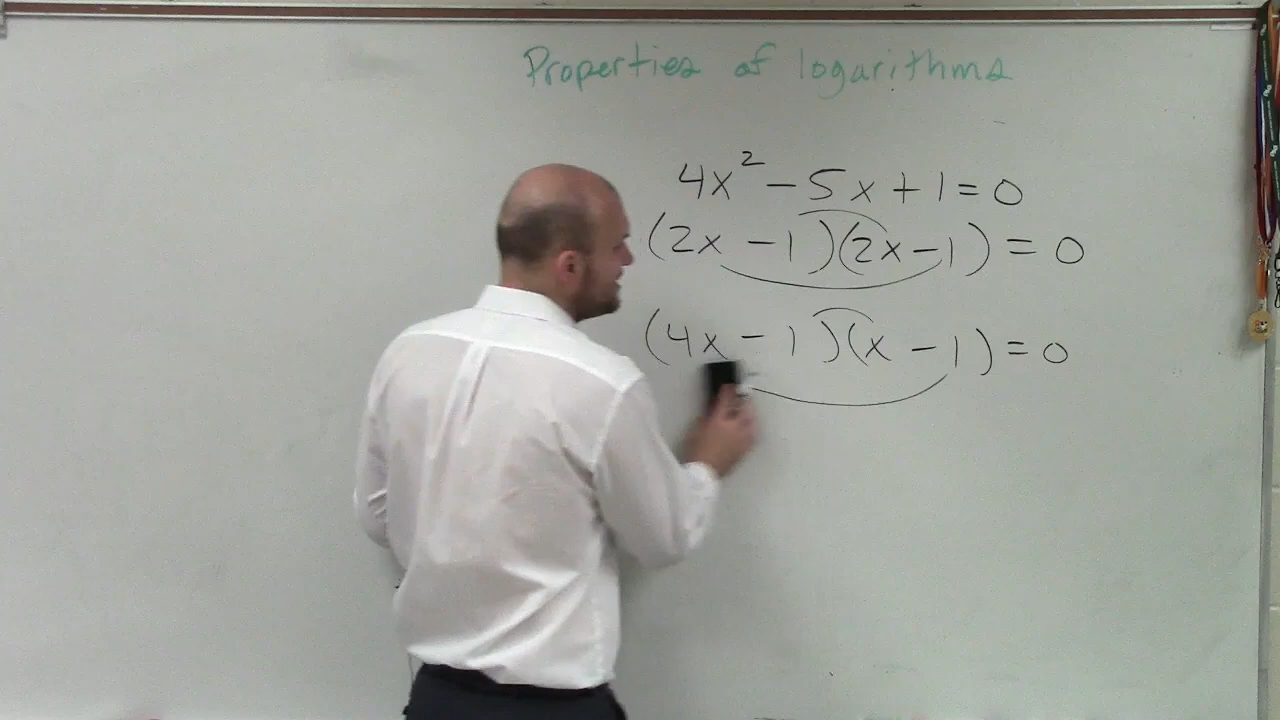 Properties of logarithms
4x² - 5x + 1 = 0
(2x - 1)(2x - 1) = 0
(4x - 1)(x - 1) = 0